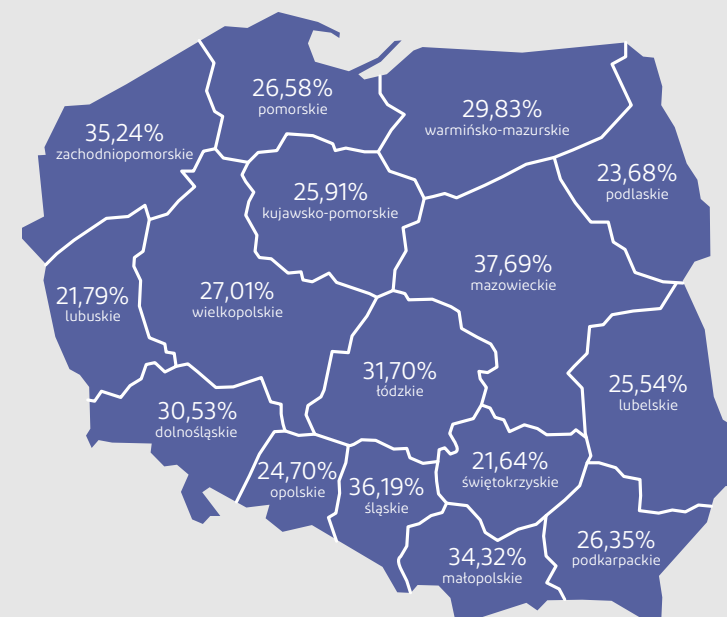 26,58%
pomorskie
29,83%
warmińsko-mazurskie
35,24%
zachodniopomorskie
23,68%
podlaskie
25,91%
kujawsko-pomorskie
37,69%
mazowieckie
21,79%
lubuskie
27,01%
wielkopolskie
31,70%
łódzkie
25,54%
lubelskie
30,53%
dolnośląskie
24,70%
opolskie
36,19%
śląskie
21,64%
świętokrzyskie
34,32%
małopolskie
26,35%
podkarpackie